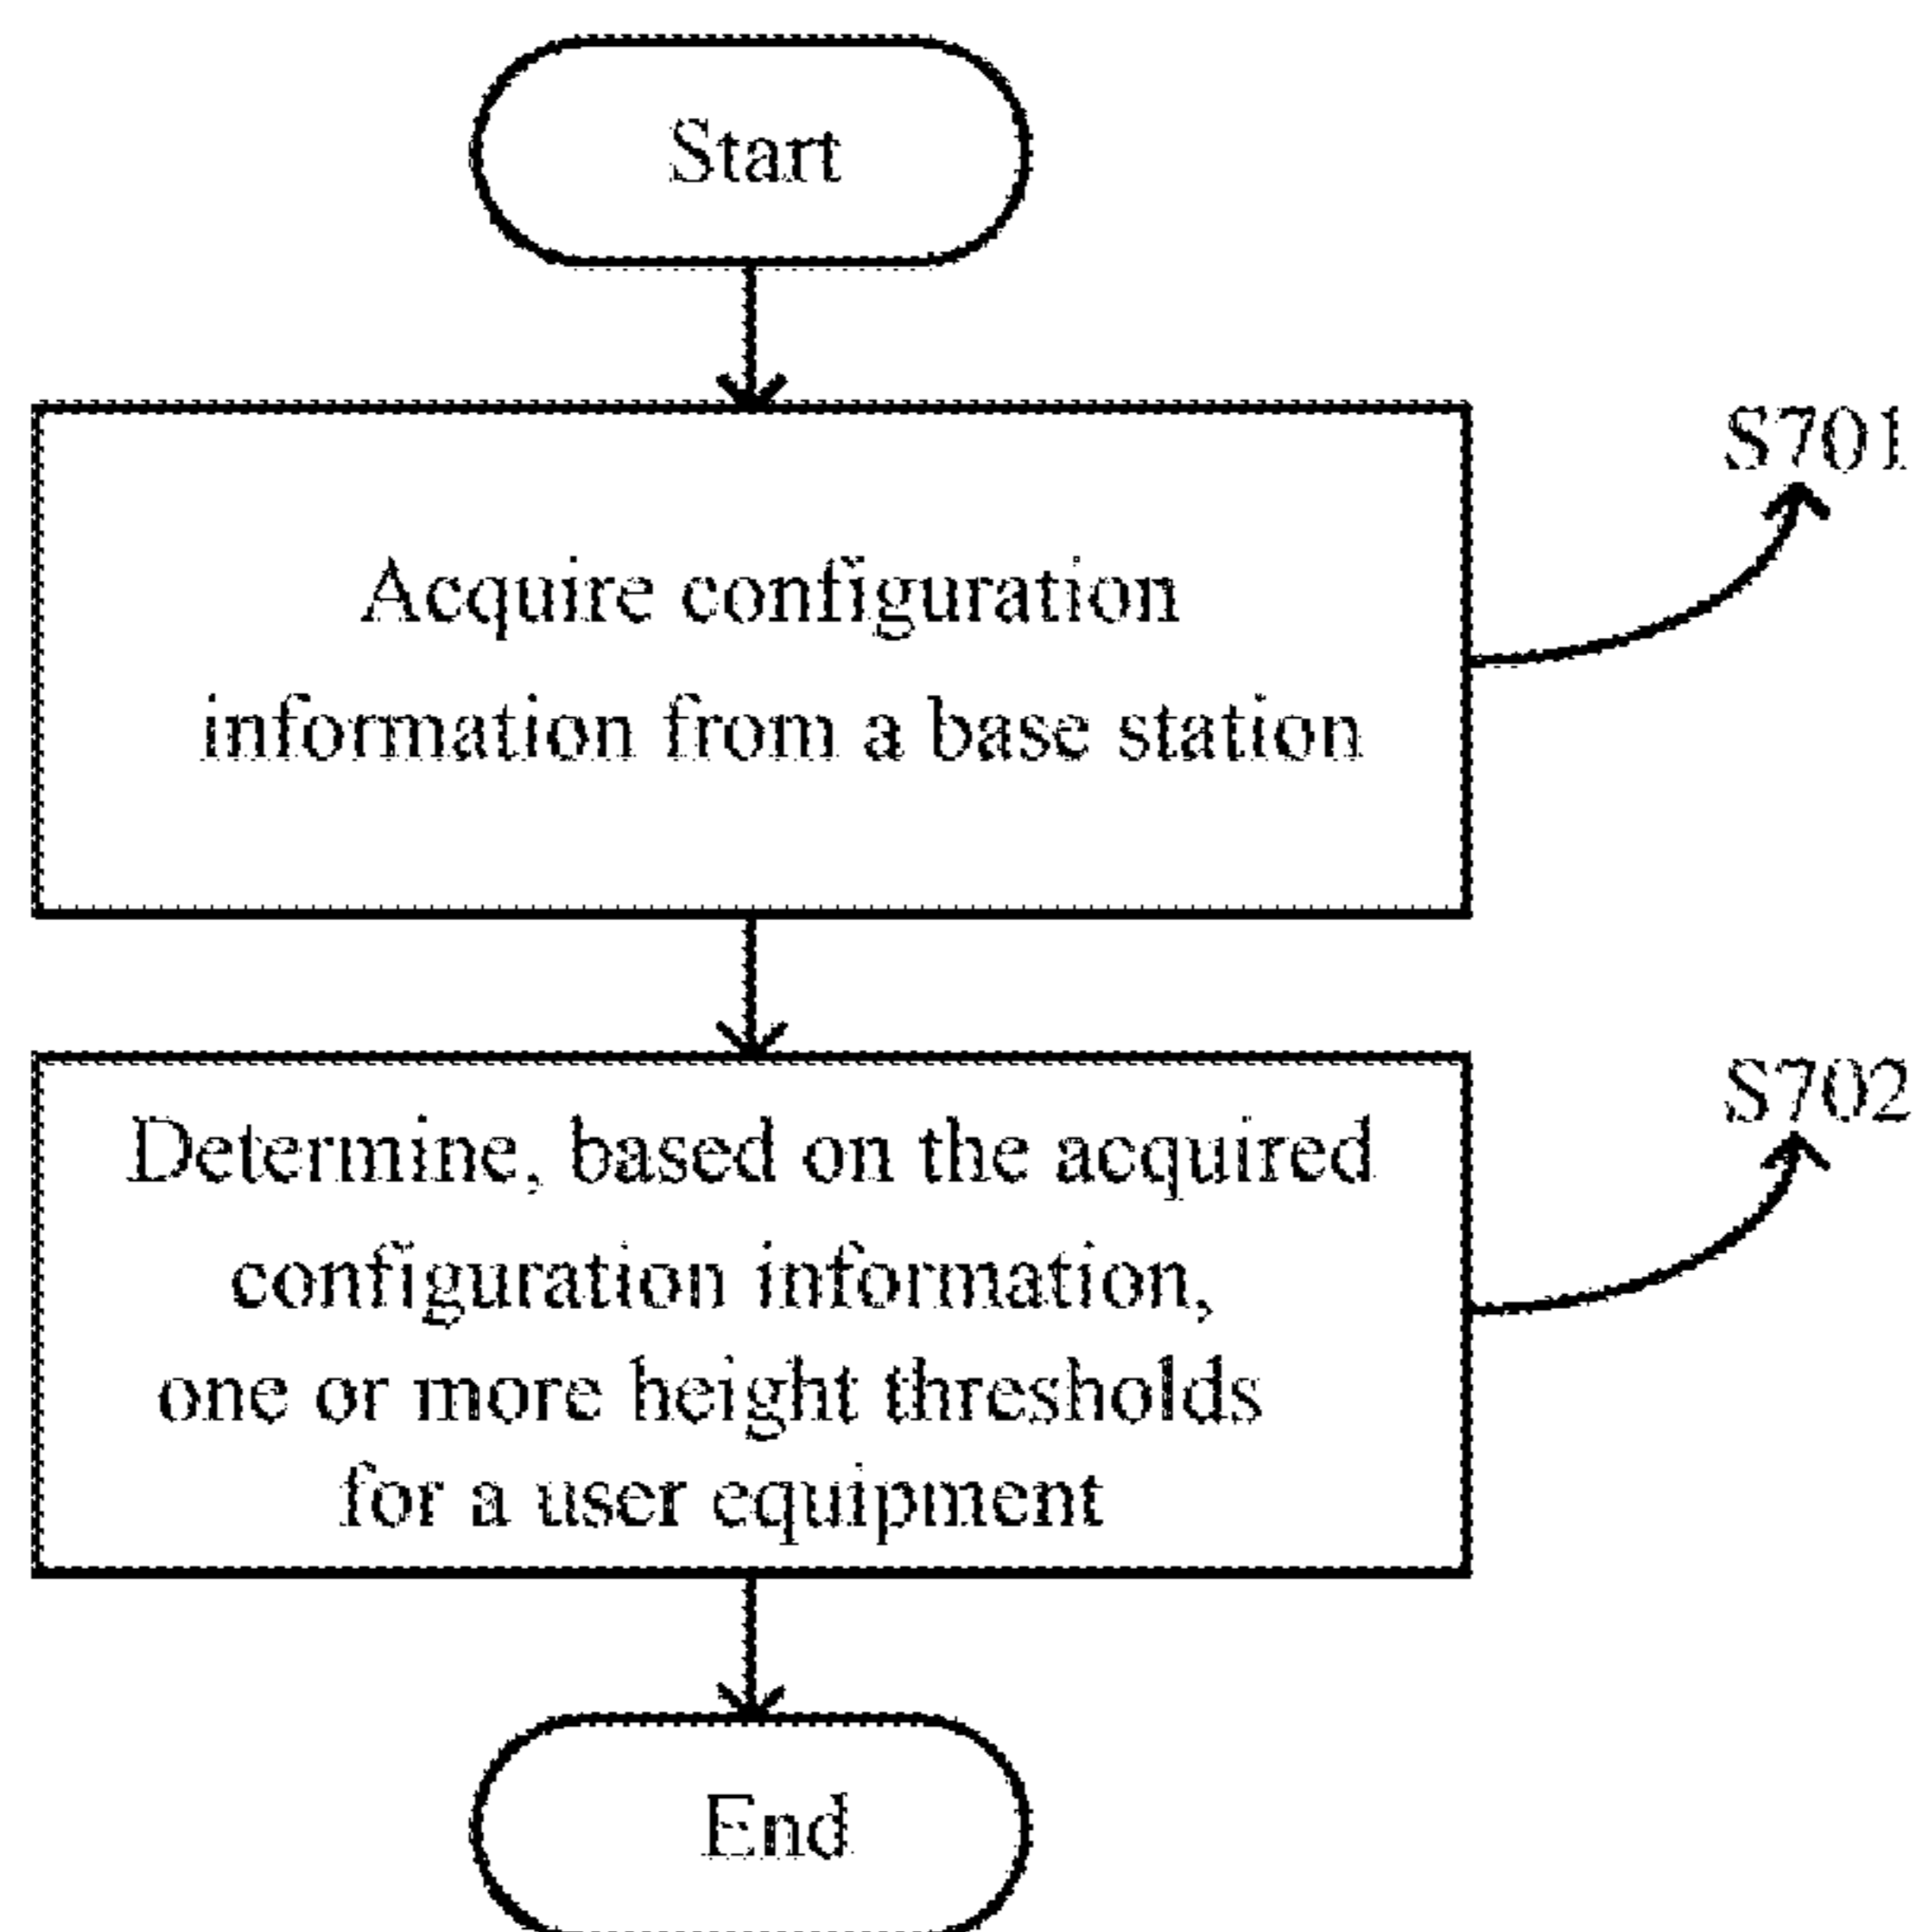 Start
S701
Acquire configuration
information from a base station
S702
Determine, based on the acquired
configuration information,
one or more height thresholds
for a user equipment
End